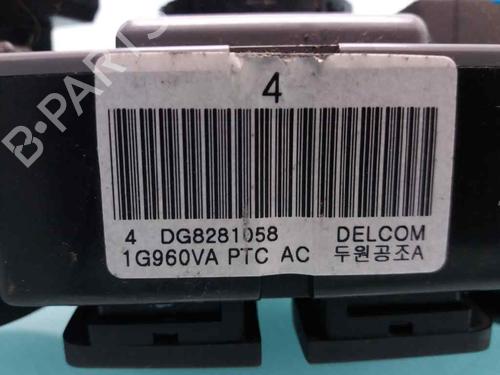 4
4 DG8281058 DELCOM
1G960VA PTC AC 두원공조A
B-PARTS